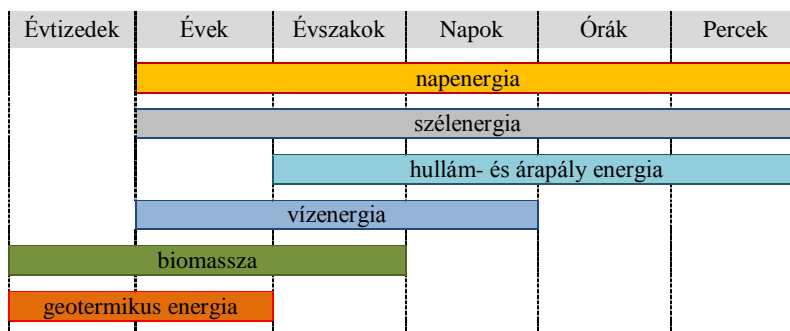 Évtizedek Évek Évszakok Napok Órák Percek
napenergia
szélenergia
hullám- és árapály energia
vízenergia
biomassza
geotermikus energia